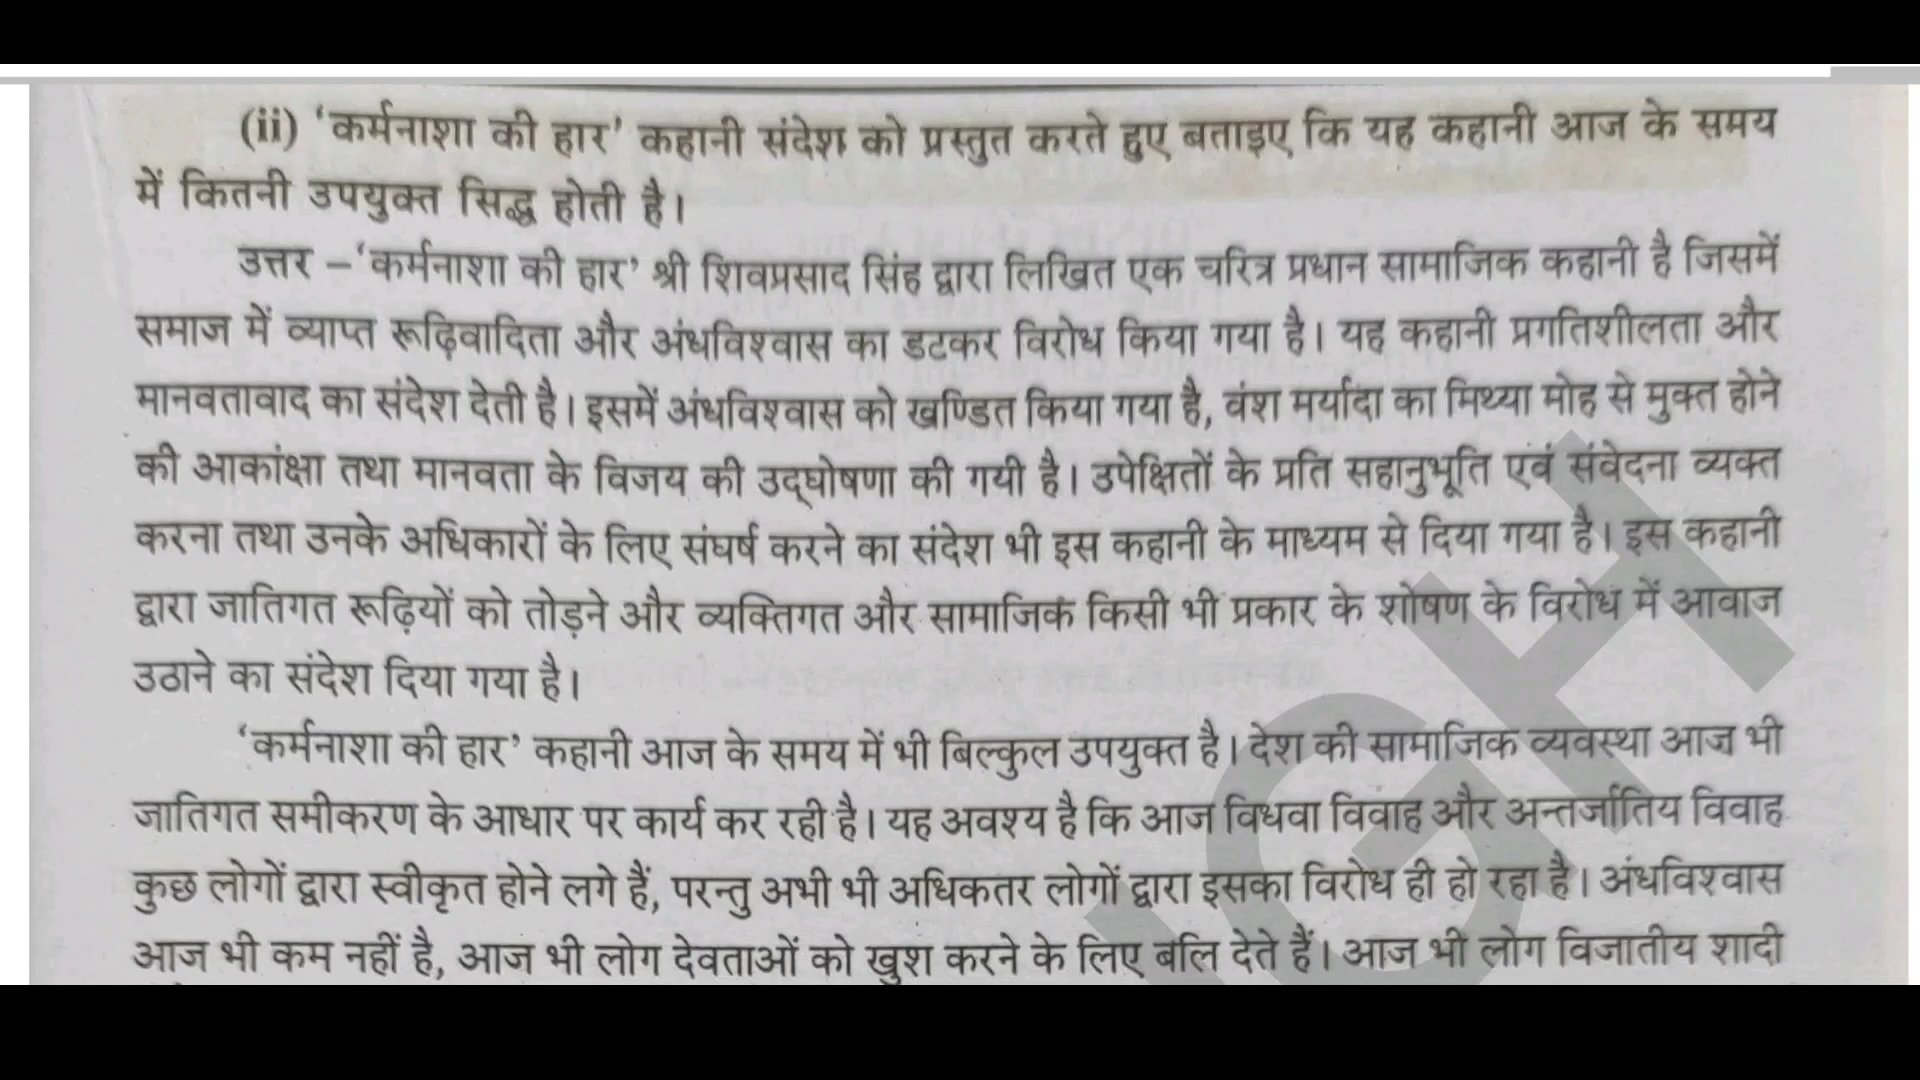 (ii) ‘कर्मनाशा की हार’ कहानी संदेश को प्रस्तुत करते हुए बताइए कि यह कहानी आज के समय
में कितनी उपयुक्त सिद्ध होती है।
उत्तर –‘कर्मनाशा की हार’ श्री शिवप्रसाद सिंह द्वारा लिखित एक चरित्र प्रधान सामाजिक कहानी है जिसमें
समाज में व्याप्त रूढ़िवादिता और अंधविश्वास का डटकर विरोध किया गया है। यह कहानी प्रगतिशीलता और
मानवतावाद का संदेश देती है। इसमें अंधविश्वास को खण्डित किया गया है, वंश मर्यादा का मिथ्या मोह से मुक्त होने
की आकांक्षा तथा मानवता के विजय की उद्घोषणा की गयी है। उपेक्षितों के प्रति सहानुभूति एवं संवेदना व्यक्त
करना तथा उनके अधिकारों के लिए संघर्ष करने का संदेश भी इस कहानी के माध्यम से दिया गया है। इस कहानी
द्वारा जातिगत रूढ़ियों को तोड़ने और व्यक्तिगत और सामाजिक किसी भी प्रकार के शोषण के विरोध में आवाज
उठाने का संदेश दिया गया है।
‘कर्मनाशा की हार’ कहानी आज के समय में भी बिल्कुल उपयुक्त है। देश की सामाजिक व्यवस्था आज भी
जातिगत समीकरण के आधार पर कार्य कर रही है। यह अवश्य है कि आज विधवा विवाह और अन्तर्जातिय विवाह
कुछ लोगों द्वारा स्वीकृत होने लगे हैं, परन्तु अभी भी अधिकतर लोगों द्वारा इसका विरोध ही हो रहा है। अंधविश्वास
आज भी कम नहीं है, आज भी लोग देवताओं को खुश करने के लिए बलि देते हैं। आज भी लोग विजातीय शादी